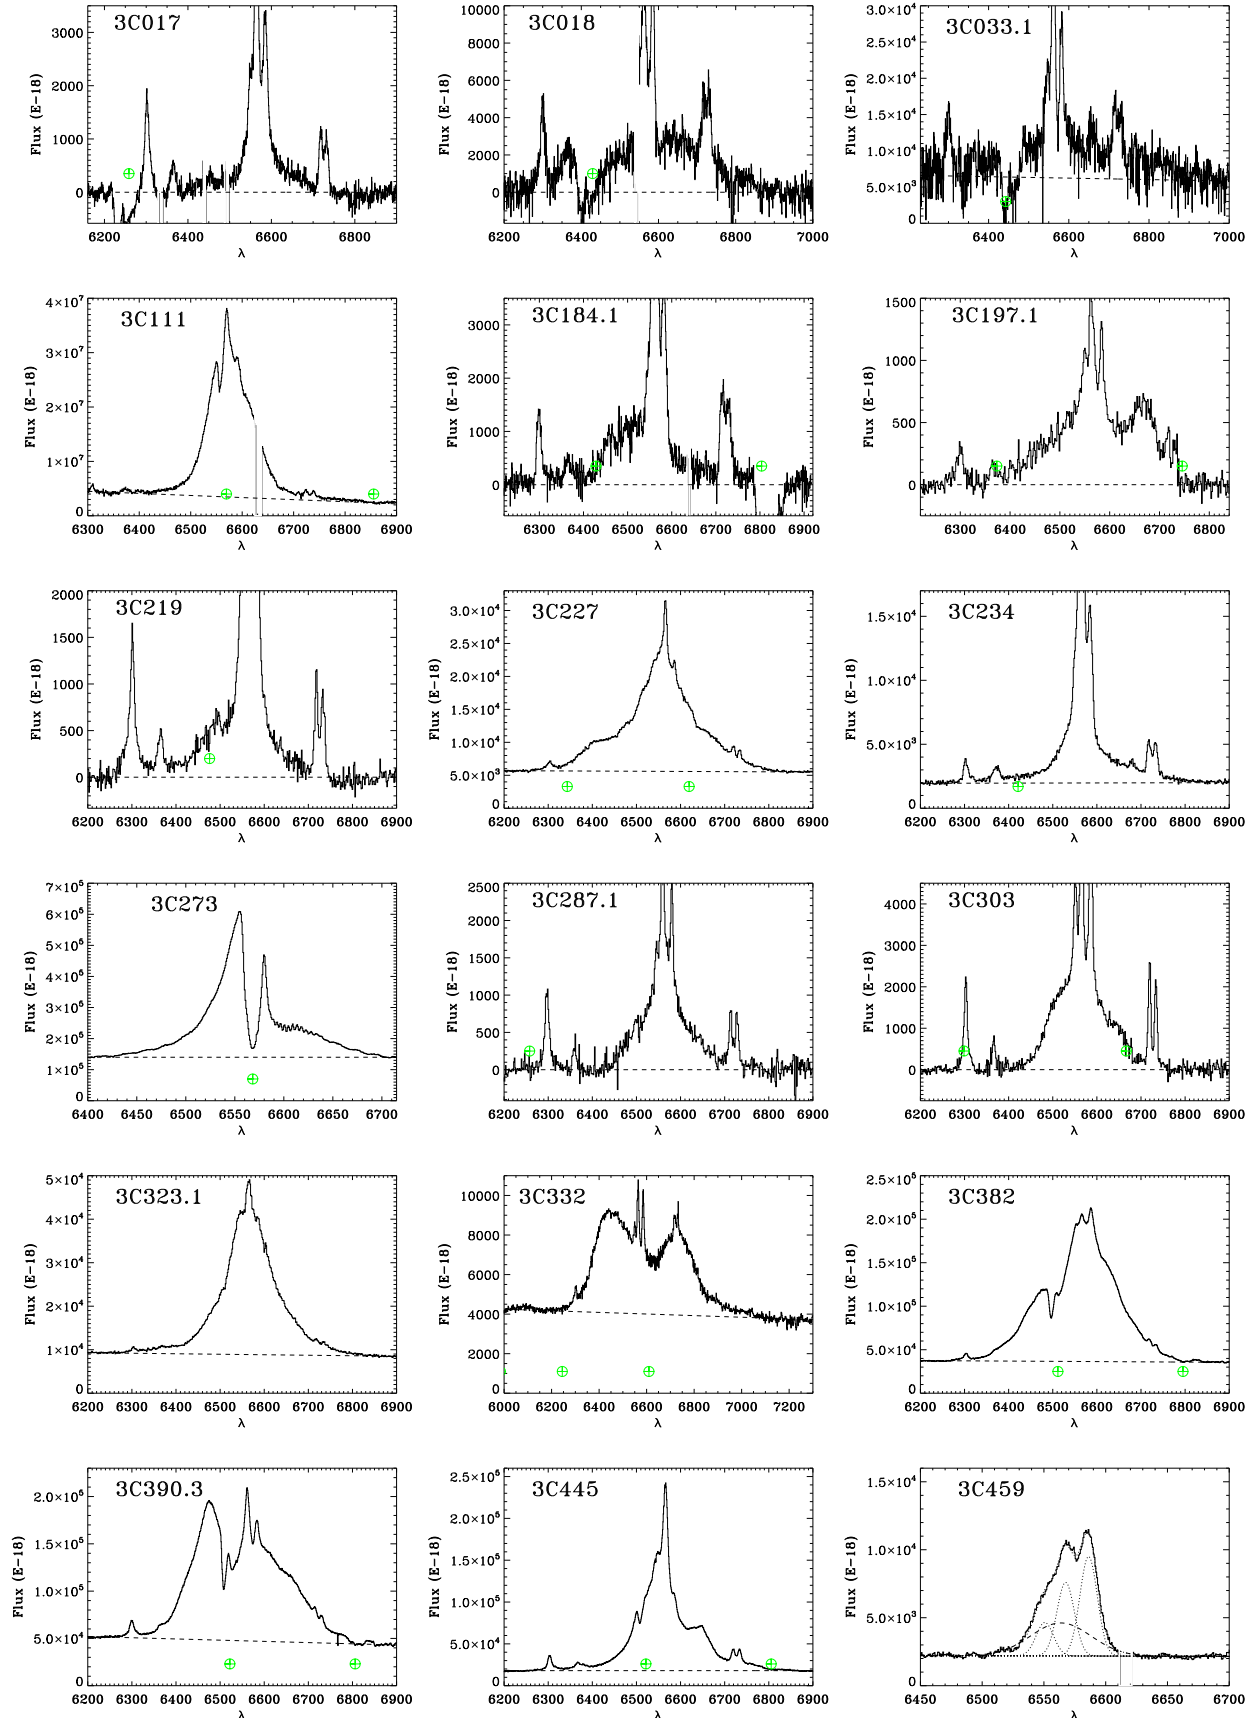 3C017
3000
2000
1000
0
Flux (E-18)
6200 6400 6600 6800
λ
3C018
10000
8000
6000
4000
2000
0
Flux (E-18)
6200 6300 6400 6500 6600 6700 6800 6900 7000
λ
3C033.1
3.0×10⁴
2.5×10⁴
2.0×10⁴
1.5×10⁴
1.0×10⁴
5.0×10³
0
Flux (E-18)
6400 6600 6800 7000
λ
3C111
4×10⁷
3×10⁷
2×10⁷
1×10⁷
0
Flux (E-18)
6300 6400 6500 6600 6700 6800 6900
λ
3C184.1
3000
2000
1000
0
Flux (E-18)
6300 6400 6500 6600 6700 6800 6900
λ
3C197.1
1500
1000
500
0
Flux (E-18)
6300 6400 6500 6600 6700 6800
λ
3C219
2000
1500
1000
500
0
Flux (E-18)
6200 6300 6400 6500 6600 6700 6800 6900
λ
3C227
3.0×10⁴
2.5×10⁴
2.0×10⁴
1.5×10⁴
1.0×10⁴
5.0×10³
0
Flux (E-18)
6200 6300 6400 6500 6600 6700 6800 6900
λ
3C234
1.5×10⁴
1.0×10⁴
5.0×10³
0
Flux (E-18)
6200 6300 6400 6500 6600 6700 6800 6900
λ
3C273
7×10⁵
6×10⁵
5×10⁵
4×10⁵
3×10⁵
2×10⁵
1×10⁵
0
Flux (E-18)
6400 6450 6500 6550 6600 6650 6700
λ
3C287.1
2500
2000
1500
1000
500
0
Flux (E-18)
6200 6300 6400 6500 6600 6700 6800 6900
λ
3C303
4000
3000
2000
1000
0
Flux (E-18)
6200 6300 6400 6500 6600 6700 6800 6900
λ
3C323.1
5×10⁴
4×10⁴
3×10⁴
2×10⁴
1×10⁴
0
Flux (E-18)
6200 6300 6400 6500 6600 6700 6800 6900
λ
3C332
10000
8000
6000
4000
2000
0
Flux (E-18)
6000 6200 6400 6600 6800 7000 7200
λ
3C382
2.5×10⁵
2.0×10⁵
1.5×10⁵
1.0×10⁵
5.0×10⁴
0
Flux (E-18)
6200 6300 6400 6500 6600 6700 6800 6900
λ
3C390.3
2.0×10⁵
1.5×10⁵
1.0×10⁵
5.0×10⁴
0
Flux (E-18)
6200 6300 6400 6500 6600 6700 6800 6900
λ
3C445
2.5×10⁵
2.0×10⁵
1.5×10⁵
1.0×10⁵
5.0×10⁴
0
Flux (E-18)
6200 6300 6400 6500 6600 6700 6800 6900
λ
3C459
1.5×10⁴
1.0×10⁴
5.0×10³
0
Flux (E-18)
6450 6500 6550 6600 6650 6700
λ